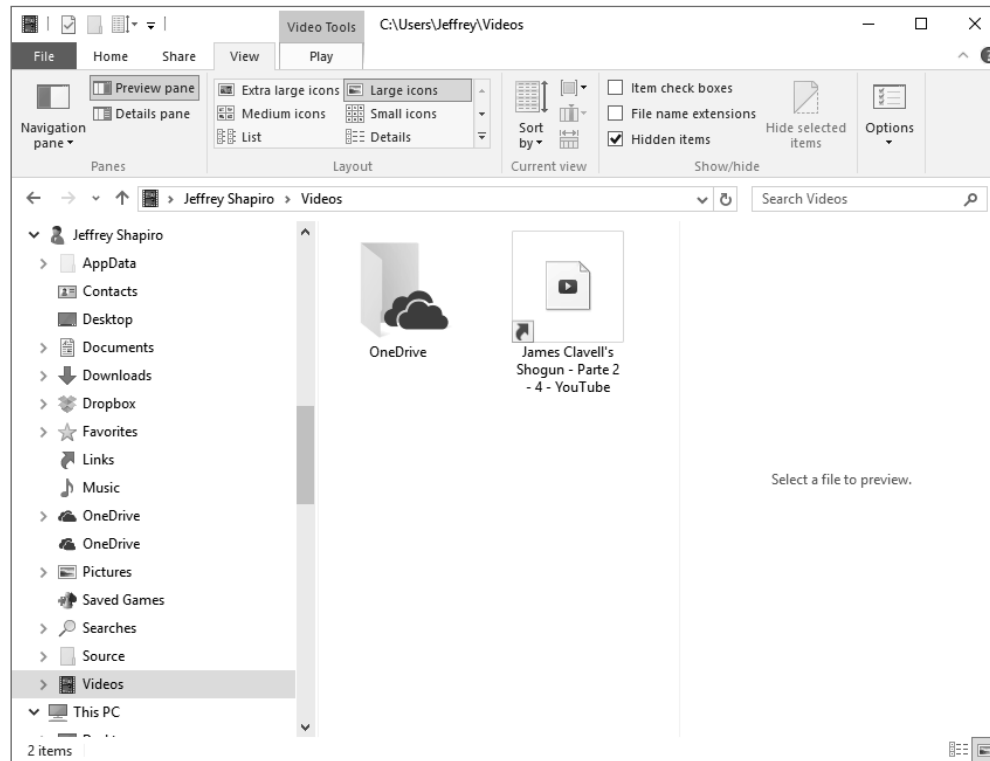 Video Tools
C:\Users\Jeffrey\Videos
File
Home
Share
View
Play
Preview pane
Details pane
Navigation
pane
Panes
Extra large icons
Large icons
Medium icons
Small icons
List
Details
Layout
Sort
by
Current view
Item check boxes
File name extensions
Hidden items
Hide selected
items
Show/hide
Options
Jeffrey Shapiro > Videos
Search Videos
Jeffrey Shapiro
AppData
Contacts
Desktop
Documents
Downloads
Dropbox
Favorites
Links
Music
OneDrive
OneDrive
Pictures
Saved Games
Searches
Source
Videos
This PC
OneDrive
James Clavell's
Shogun - Parte 2
- 4 - YouTube
Select a file to preview.
2 items